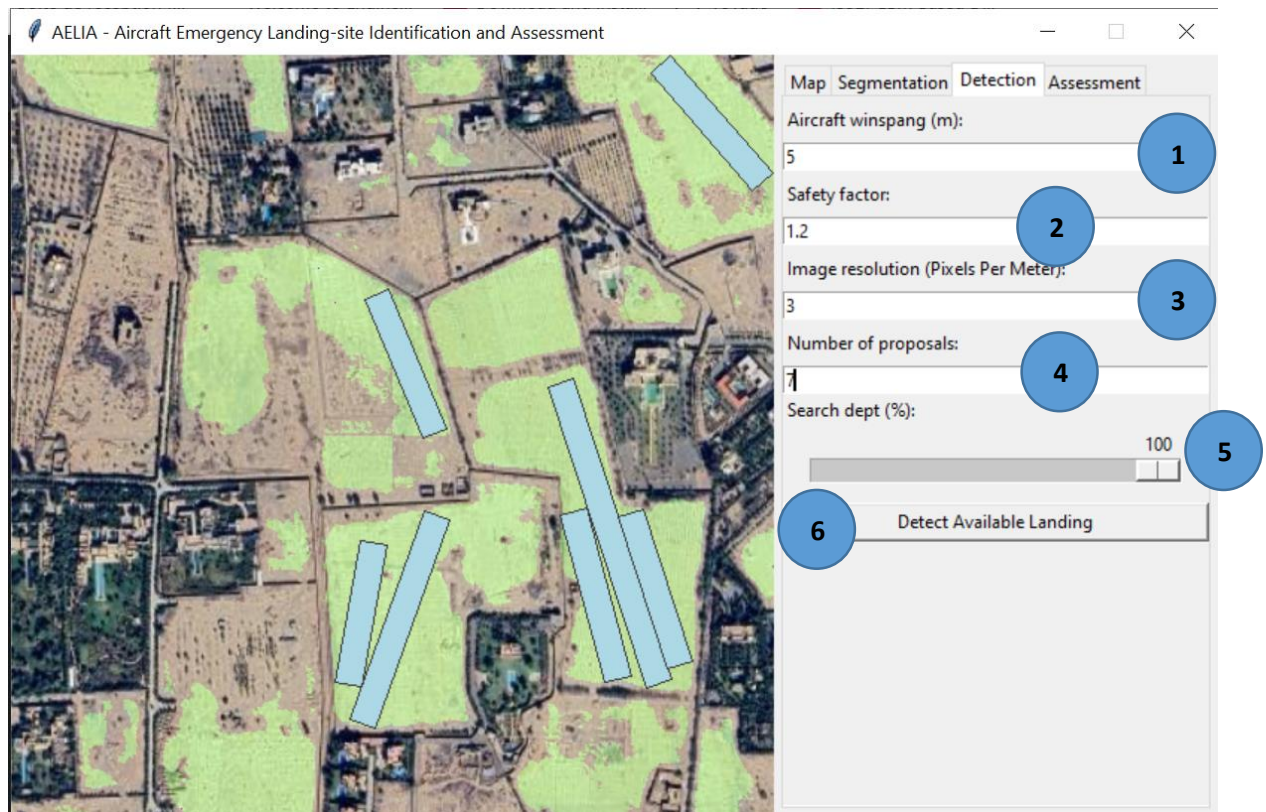 AELIA - Aircraft Emergency Landing-site Identification and Assessment
Map Segmentation Detection Assessment
Aircraft winspang (m):
5
1
Safety factor:
1.2
2
Image resolution (Pixels Per Meter):
3
3
Number of proposals:
7
4
Search dept (%):
100
5
6
Detect Available Landing